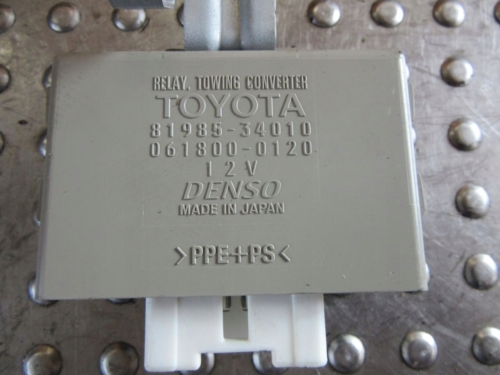 RELAY, TOWING CONVERTER
TOYOTA
81985-34010
061800-0120
12V
DENSO
MADE IN JAPAN
>PPE+PS<